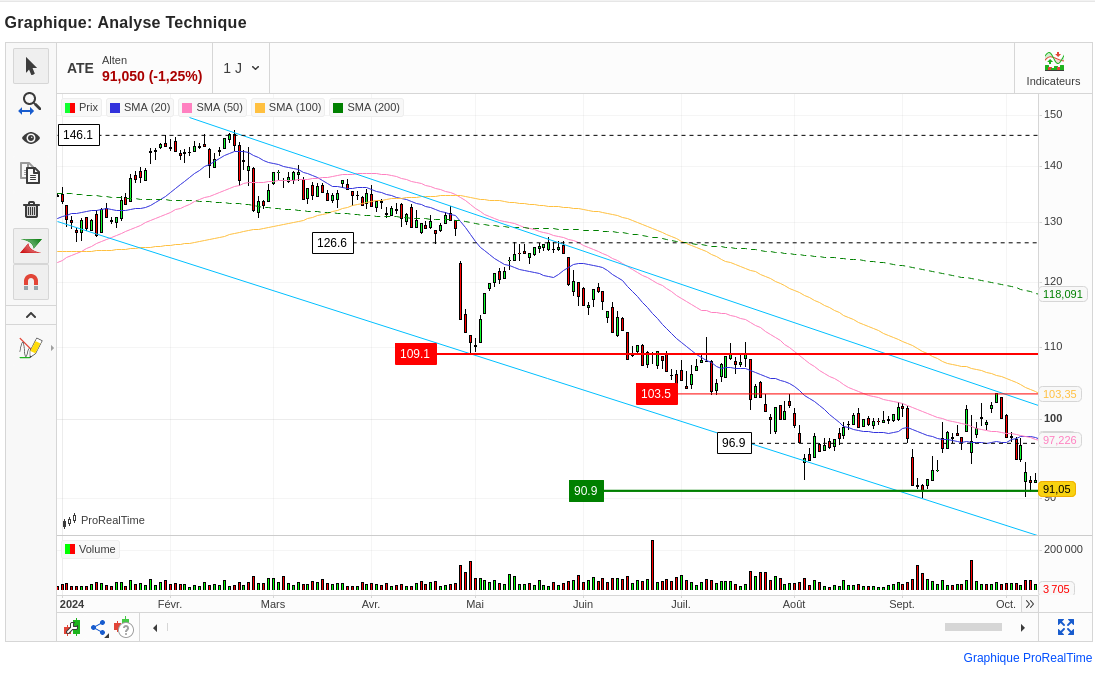 Graphique: Analyse Technique
ATE
Alten
91,050 (-1,25%)
1 J
Indicateurs
Prix
SMA (20)
SMA (50)
SMA (100)
SMA (200)
150
146.1
140
130
126.6
120
118,091
110
109.1
103.5
103,35
100
97,226
96.9
91,05
90.9
90
ProRealTime
Volume
200 000
3 705
2024
Févr.
Mars
Avr.
Mai
Juin
Juil.
Août
Sept.
Oct.
Graphique ProRealTime